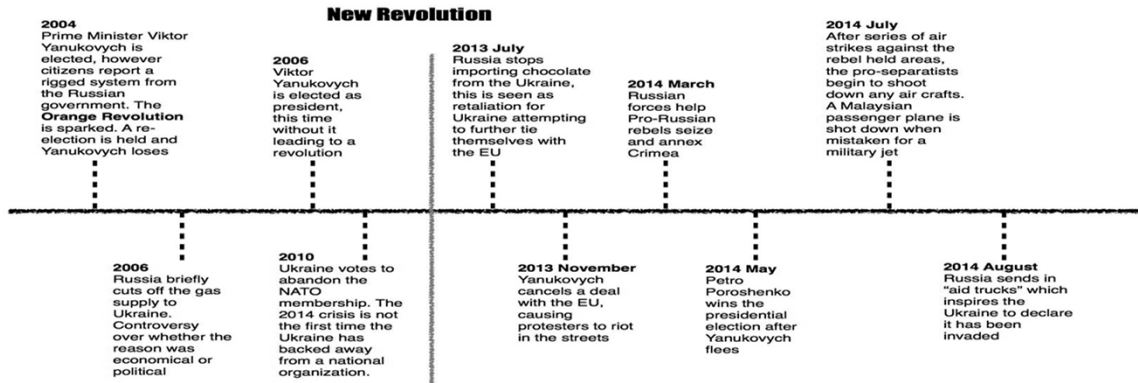 New Revolution
2004
Prime Minister Viktor
Yanukovych is
elected, however
citizens report a
rigged system from
the Russian
government. The
Orange Revolution
is sparked. A re-
election is held and
Yanukovych loses
2006
Russia briefly
cuts off the gas
supply to
Ukraine.
Controversy
over whether the
reason was
economical or
political
2006
Viktor
Yanukovych
is elected as
president,
this time
without it
leading to a
revolution
2010
Ukraine votes to
abandon the
NATO
membership. The
2014 crisis is not
the first time the
Ukraine has
backed away
from a national
organization.
2013 July
Russia stops
importing chocolate
from the Ukraine,
this is seen as
retaliation for
Ukraine attempting
to further tie
themselves with
the EU
2013 November
Yanukovych
cancels a deal
with the EU,
causing
protesters to riot
in the streets
2014 March
Russian
forces help
Pro-Russian
rebels seize
and annex
Crimea
2014 May
Petro
Poroshenko
wins the
presidential
election after
Yanukovych
flees
2014 July
After series of air
strikes against the
rebel held areas,
the pro-separatists
begin to shoot
down any air crafts.
A Malaysian
passenger plane is
shot down when
mistaken for a
military jet
2014 August
Russia sends in
“aid trucks” which
inspires the
Ukraine to declare
it has been
invaded